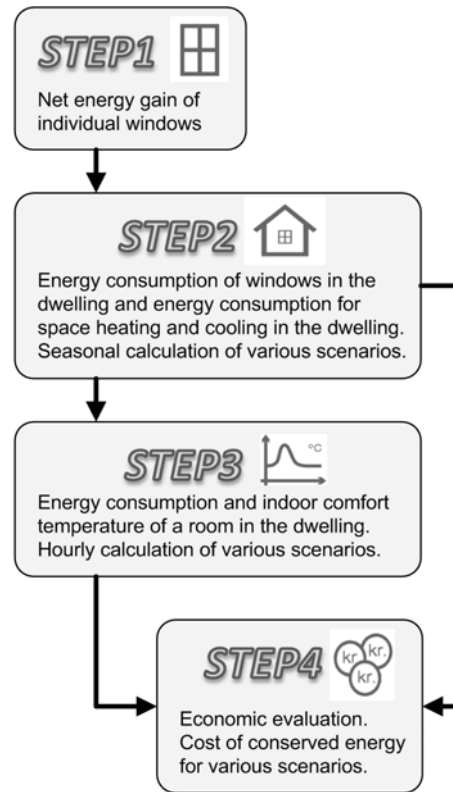 STEP1
Net energy gain of
individual windows
STEP2
Energy consumption of windows in the
dwelling and energy consumption for
space heating and cooling in the dwelling.
Seasonal calculation of various scenarios.
STEP3
°C
Energy consumption and indoor comfort
temperature of a room in the dwelling.
Hourly calculation of various scenarios.
STEP4
kr. kr.
kr.
Economic evaluation.
Cost of conserved energy
for various scenarios.